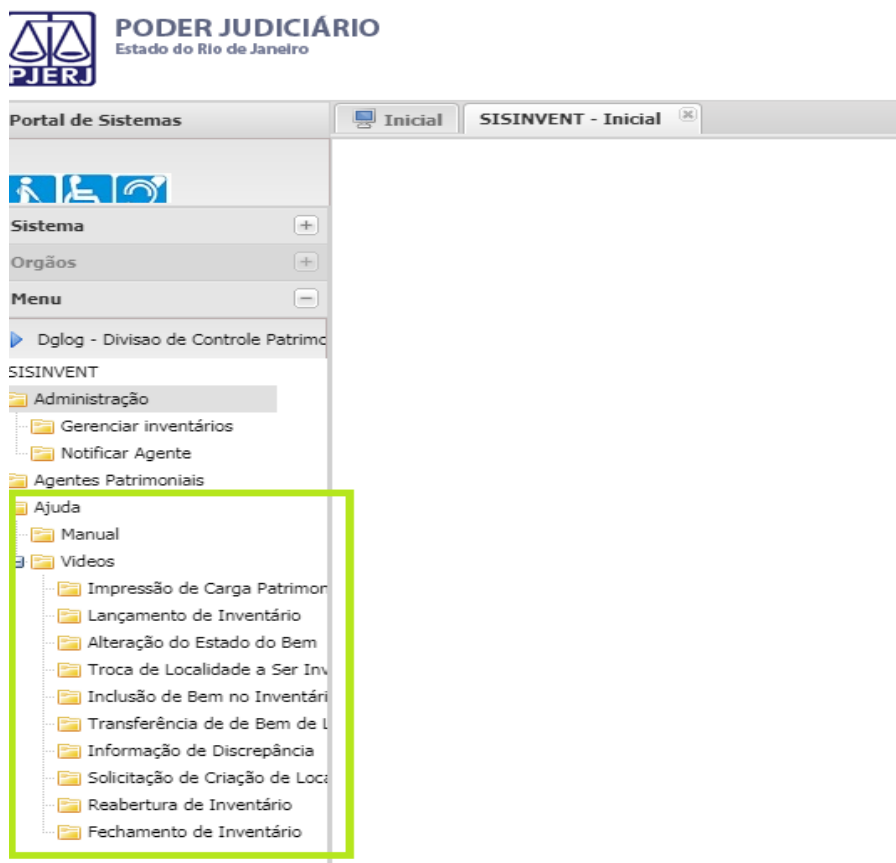 PODER JUDICIÁRIO
Estado do Rio de Janeiro
PJERJ
Portal de Sistemas
Inicial
SISINVENT - Inicial
Sistema
Orgãos
Menu
Dglog - Divisao de Controle Patrimo
SISINVENT
Administração
Gerenciar inventários
Notificar Agente
Agentes Patrimoniais
Ajuda
Manual
Videos
Impressão de Carga Patrimon
Lançamento de Inventário
Alteração do Estado do Bem
Troca de Localidade a Ser Inv
Inclusão de Bem no Inventári
Transferência de de Bem de L
Informação de Discrepância
Solicitação de Criação de Loca
Reabertura de Inventário
Fechamento de Inventário